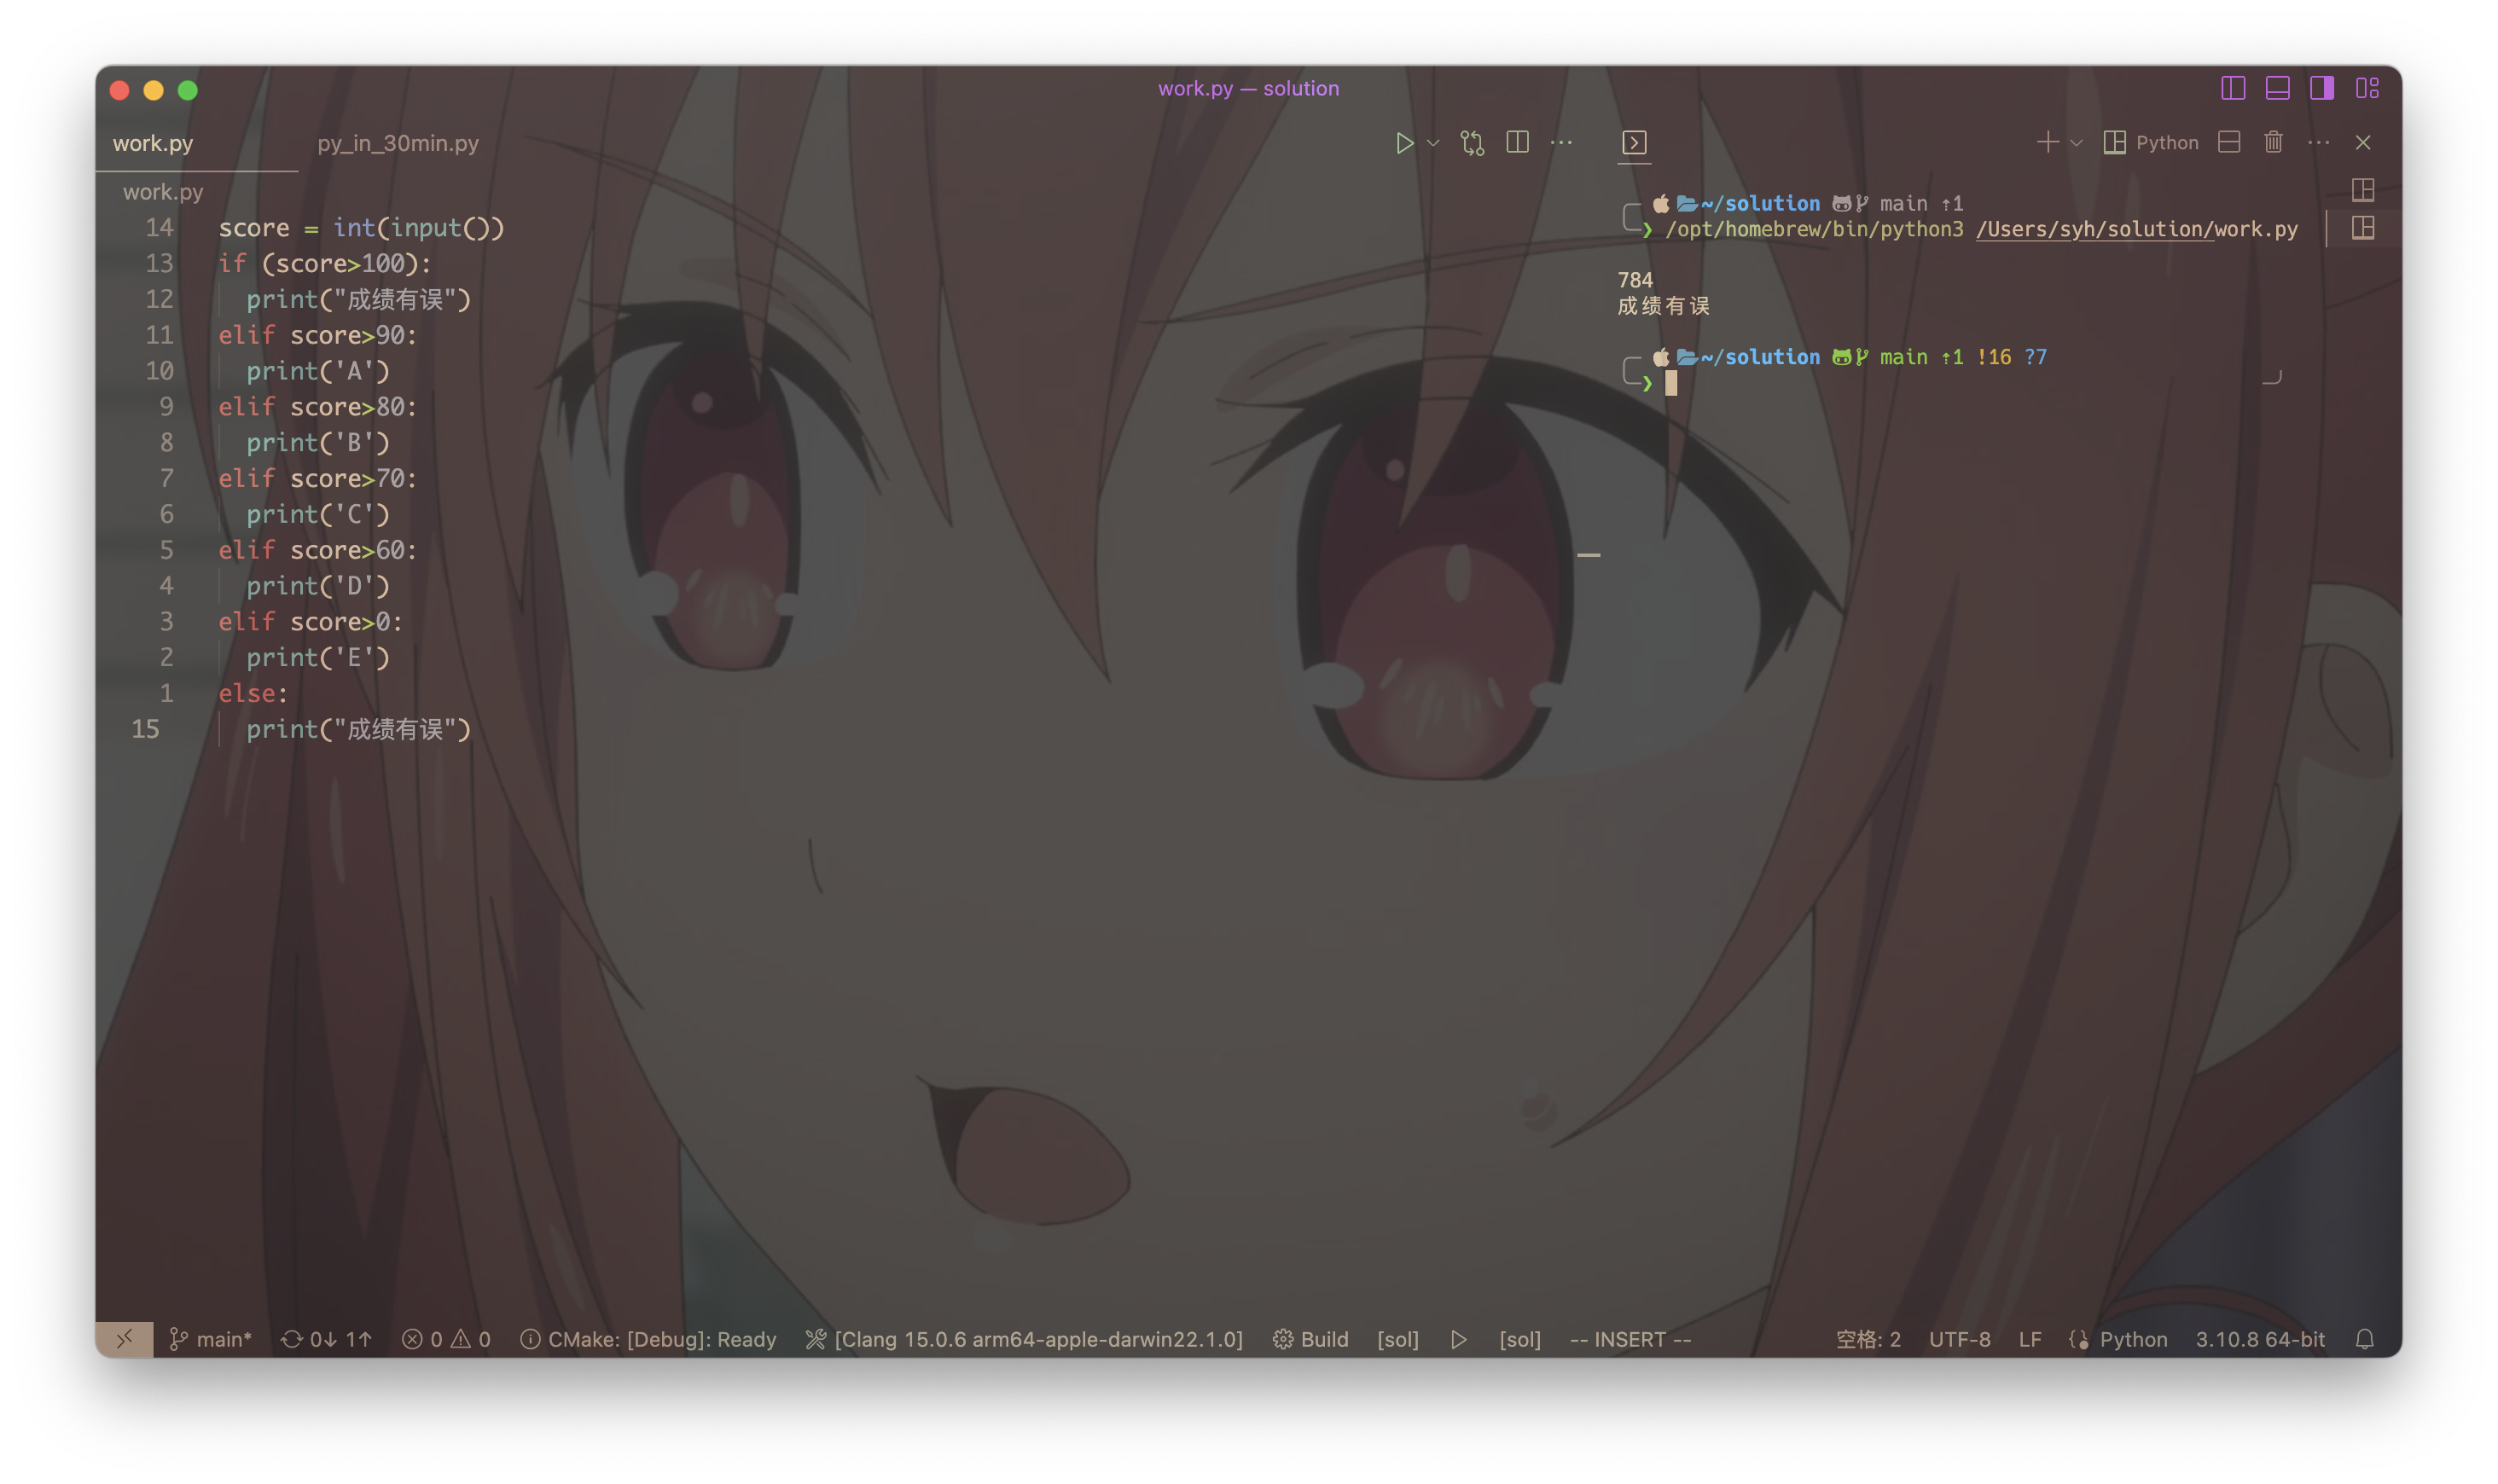 work.py — solution
work.py
py_in_30min.py
work.py
14 score = int(input())
13 if (score>100):
12 print("成绩有误")
11 elif score>90:
10 print('A')
9 elif score>80:
8 print('B')
7 elif score>70:
6 print('C')
5 elif score>60:
4 print('D')
3 elif score>0:
2 print('E')
1 else:
15 print("成绩有误")
Python
~/solution main ⇡1
❯ /opt/homebrew/bin/python3 /Users/syh/solution/work.py
784
成绩有误
~/solution main ⇡1 !16 ?7
❯
main* 0↓ 1↑ 0 0 CMake: [Debug]: Ready [Clang 15.0.6 arm64-apple-darwin22.1.0] Build [sol] [sol] -- INSERT -- 空格: 2 UTF-8 LF Python 3.10.8 64-bit